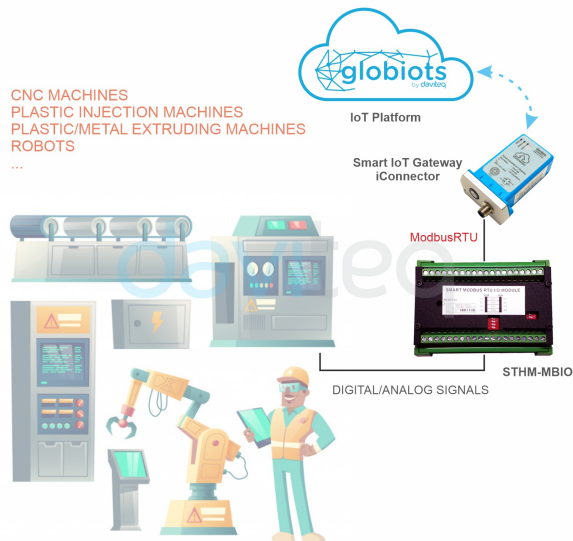 globiots
by daviteq
IoT Platform
CNC MACHINES
PLASTIC INJECTION MACHINES
PLASTIC/METAL EXTRUDING MACHINES
ROBOTS
...
Smart IoT Gateway
iConnector
ModbusRTU
daviteq
SMART MODBUS RTU I/O MODULE
STHM-MBIO
DIGITAL/ANALOG SIGNALS